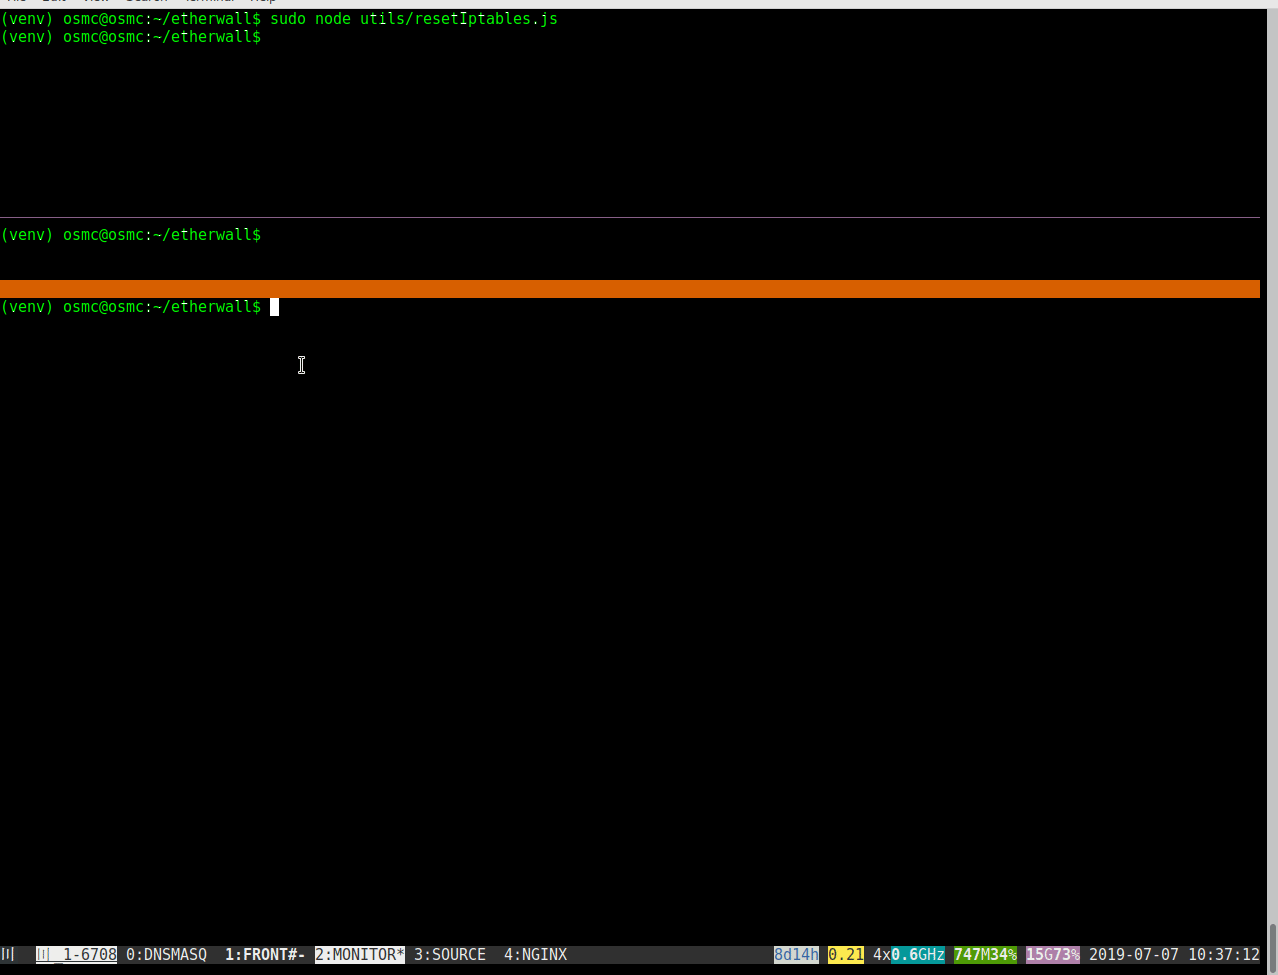 (venv) osmc@osmc:~/etherwall$ sudo node utils/resetIptables.js
(venv) osmc@osmc:~/etherwall$
(venv) osmc@osmc:~/etherwall$
(venv) osmc@osmc:~/etherwall$
1-6708 0:DNSMASQ 1:FRONT#- 2:MONITOR* 3:SOURCE 4:NGINX 8d14h 0.21 4x0.6GHz 747M34% 15G73% 2019-07-07 10:37:12